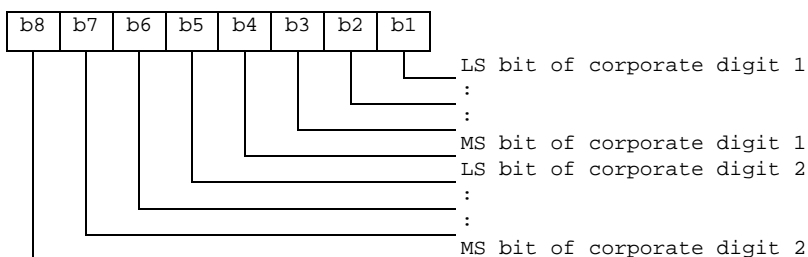 b8 b7 b6 b5 b4 b3 b2 b1
LS bit of corporate digit 1
:
:
MS bit of corporate digit 1
LS bit of corporate digit 2
:
:
MS bit of corporate digit 2